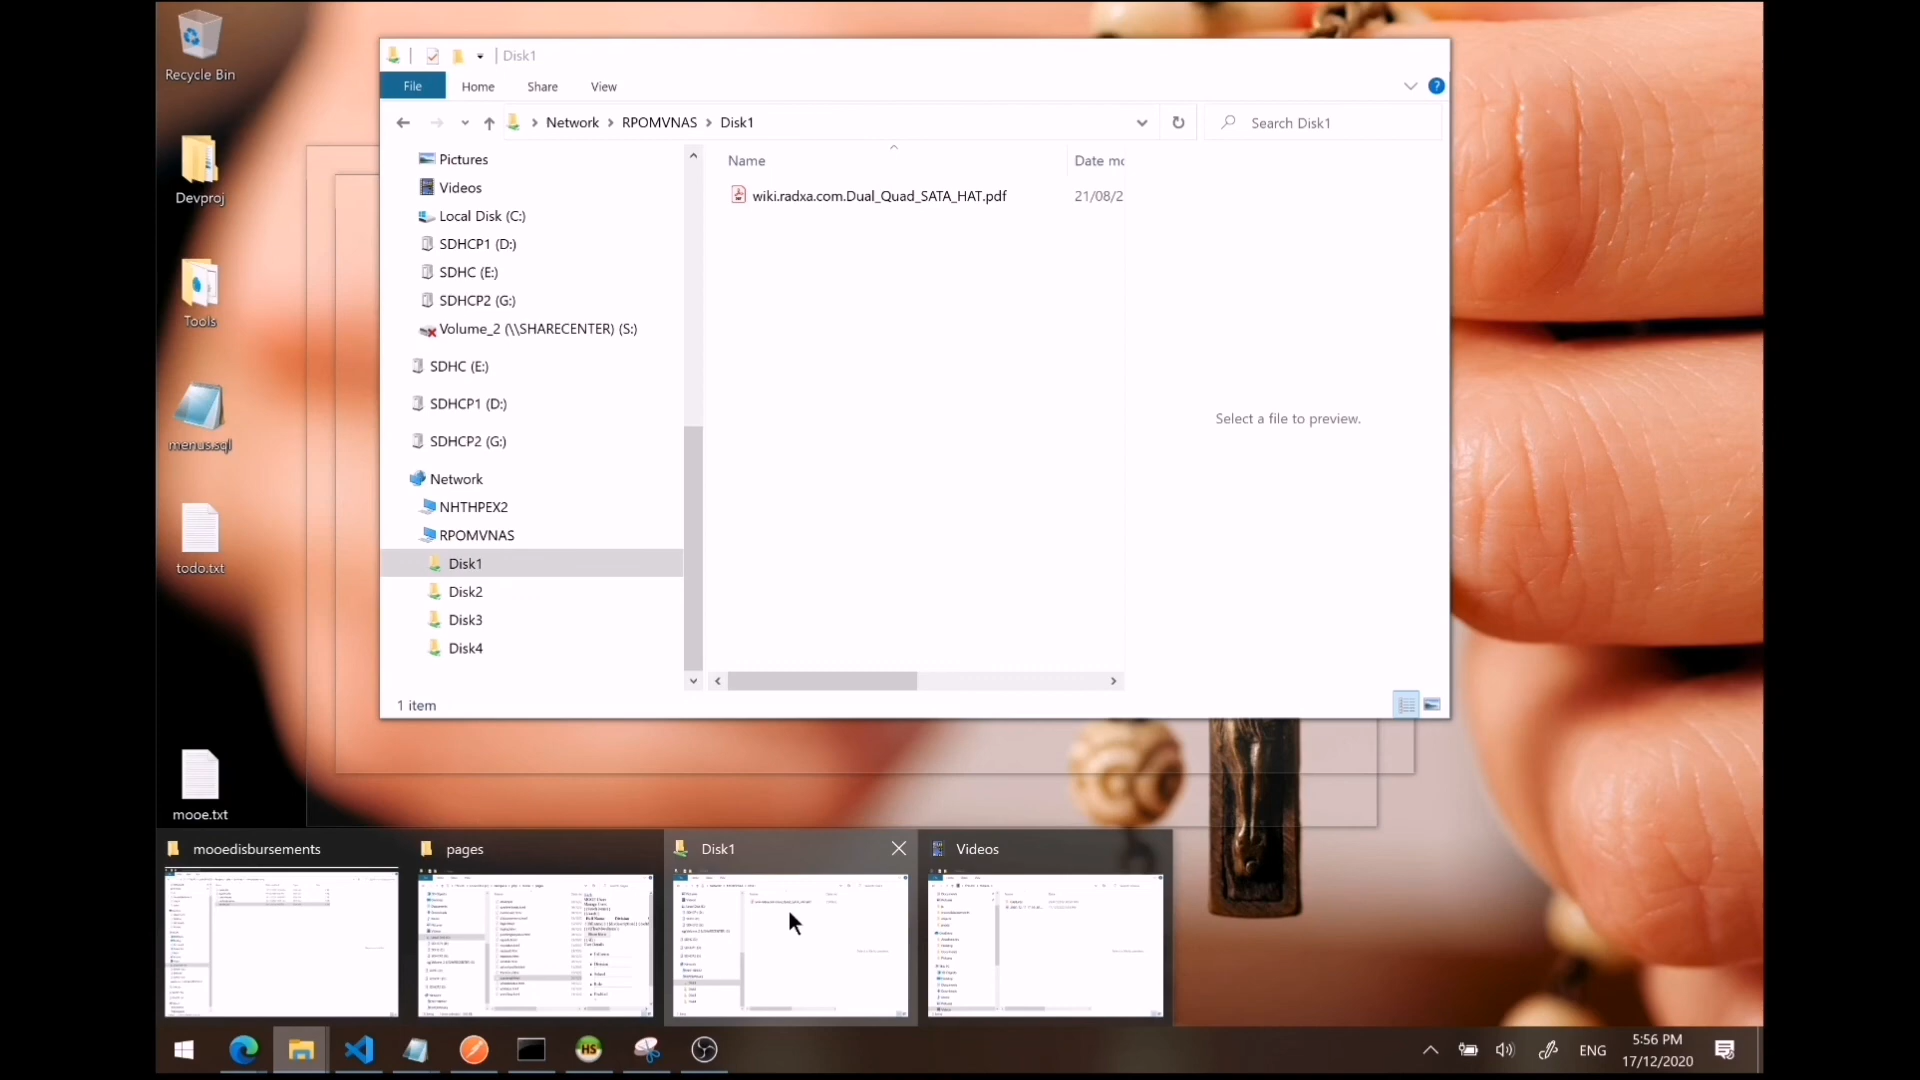 Recycle Bin
Devproj
Tools
menus.sql
todo.txt
mooe.txt
Disk1
File
Home
Share
View
Network
RPOMVNAS
Disk1
Search Disk1
Pictures
Videos
Local Disk (C:)
SDHCP1 (D:)
SDHC (E:)
SDHCP2 (G:)
Volume_2 (\\SHARECENTER) (S:)
SDHC (E:)
SDHCP1 (D:)
SDHCP2 (G:)
Network
NHTHPEX2
RPOMVNAS
Disk1
Disk2
Disk3
Disk4
Name
Date mo
wiki.radxa.com.Dual_Quad_SATA_HAT.pdf
21/08/2
Select a file to preview.
1 item
mooedisbursements
pages
Disk1
Videos
HS
ENG
5:56 PM
17/12/2020